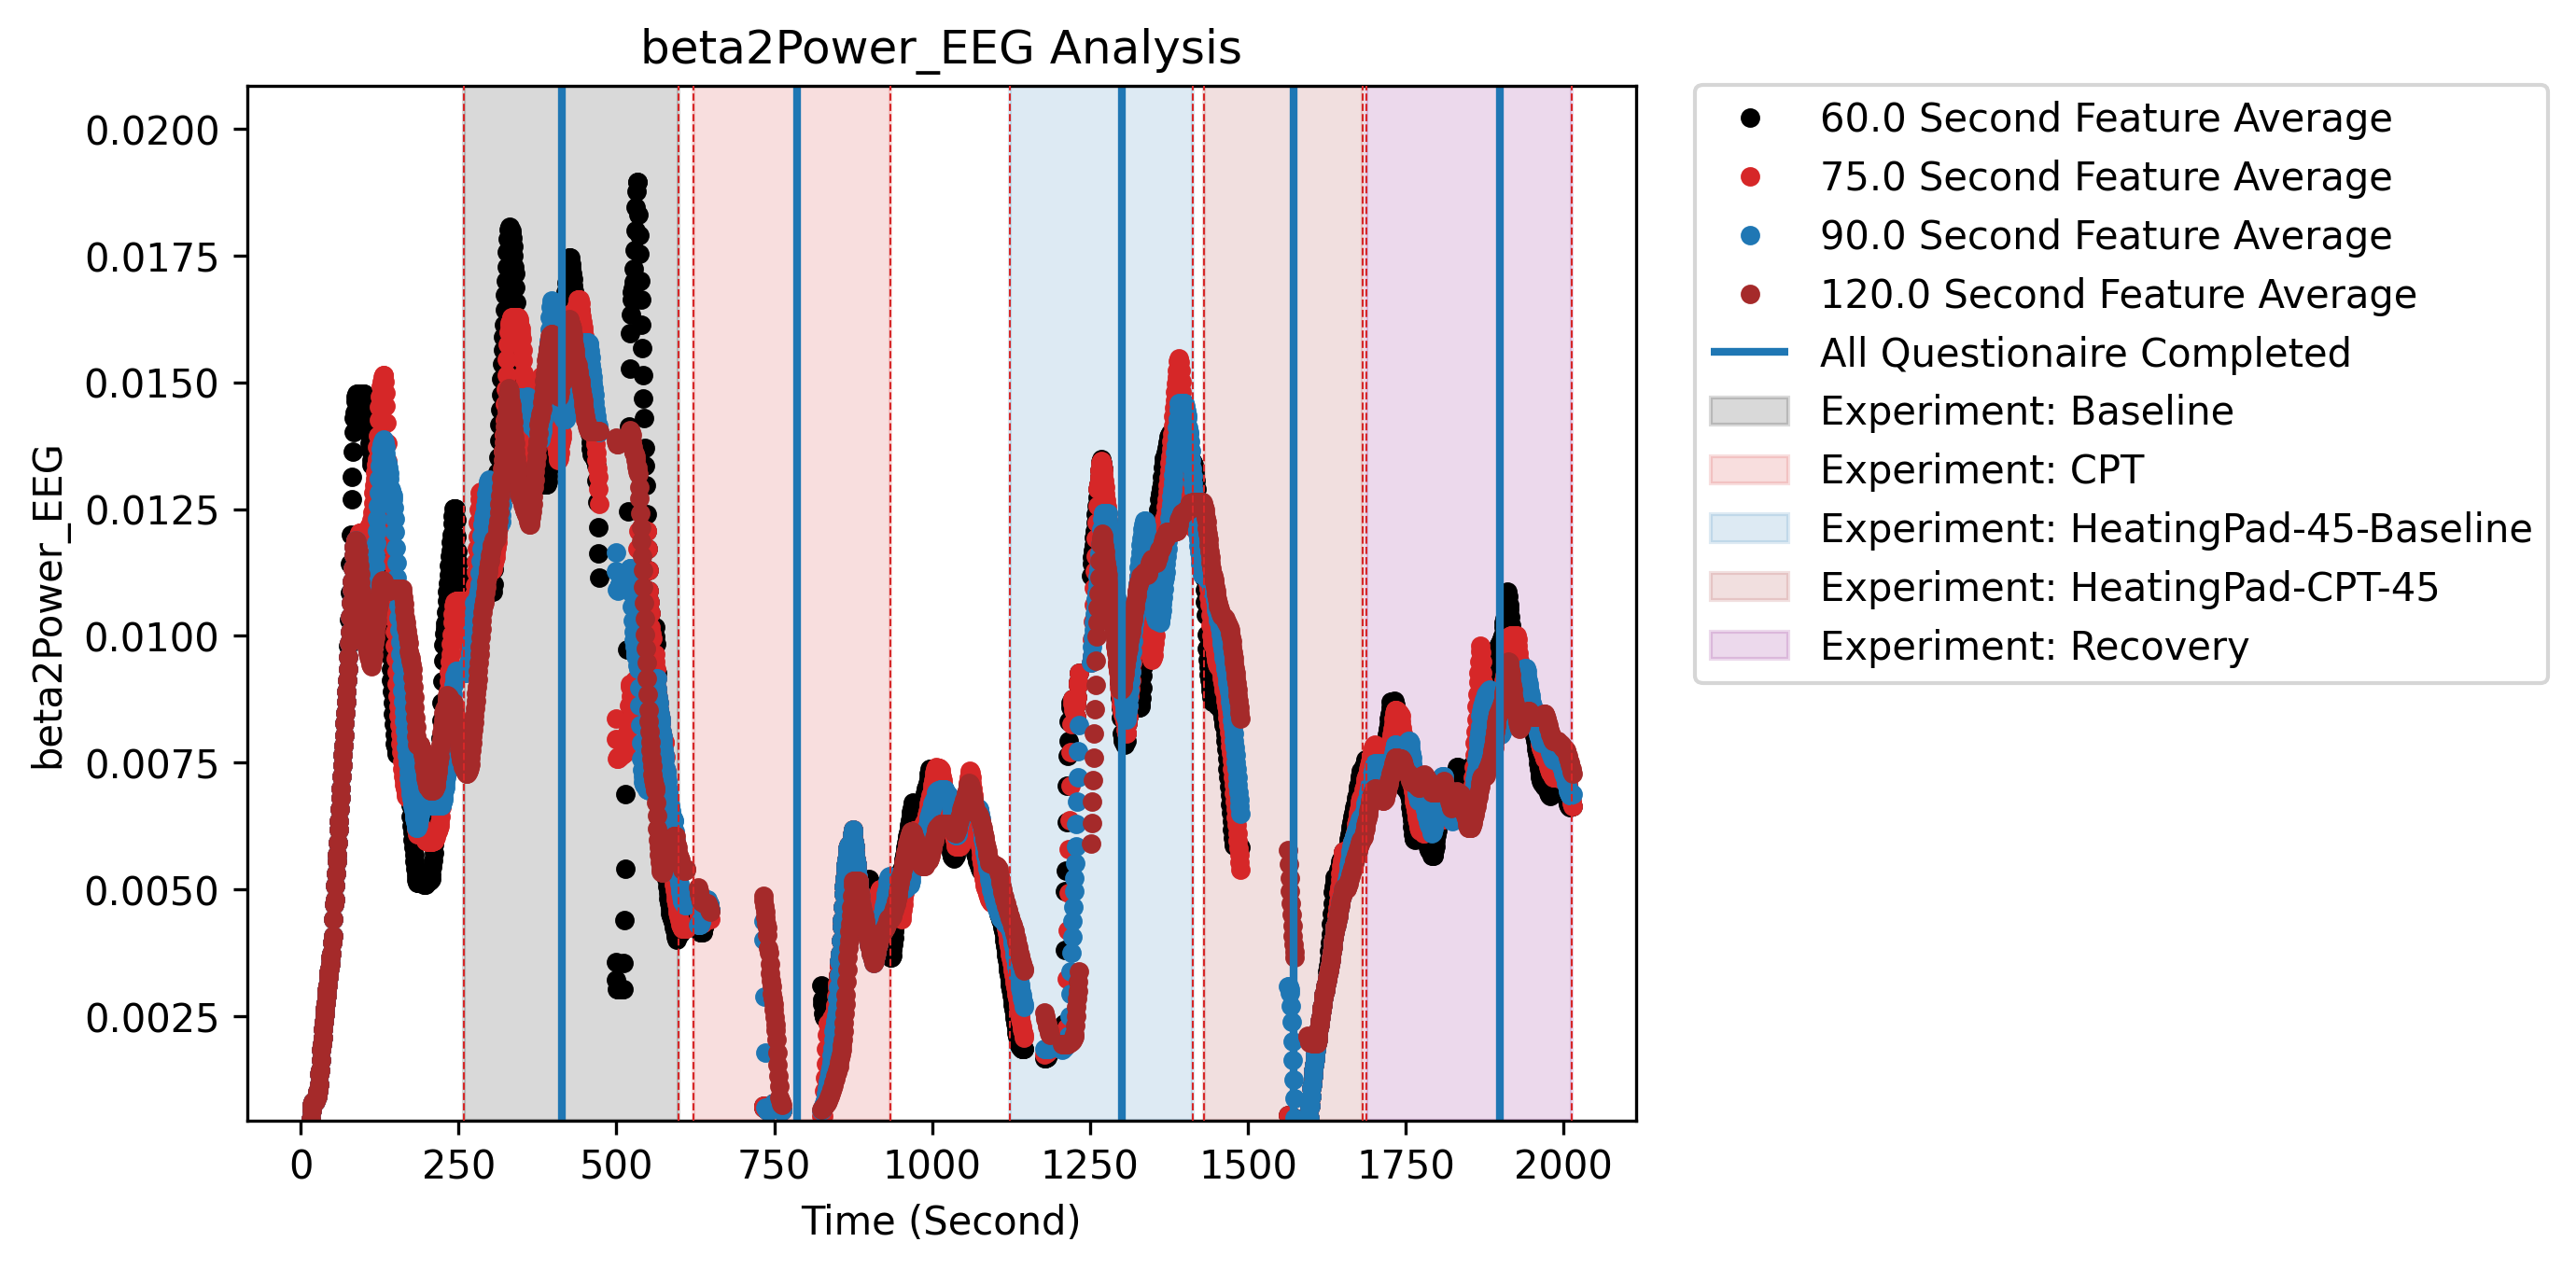 beta2Power_EEG Analysis
0.0200
0.0175
0.0150
0.0125
0.0100
0.0075
0.0050
0.0025
beta2Power_EEG
0 250 500 750 1000 1250 1500 1750 2000
Time (Second)
60.0 Second Feature Average
75.0 Second Feature Average
90.0 Second Feature Average
120.0 Second Feature Average
All Questionaire Completed
Experiment: Baseline
Experiment: CPT
Experiment: HeatingPad-45-Baseline
Experiment: HeatingPad-CPT-45
Experiment: Recovery